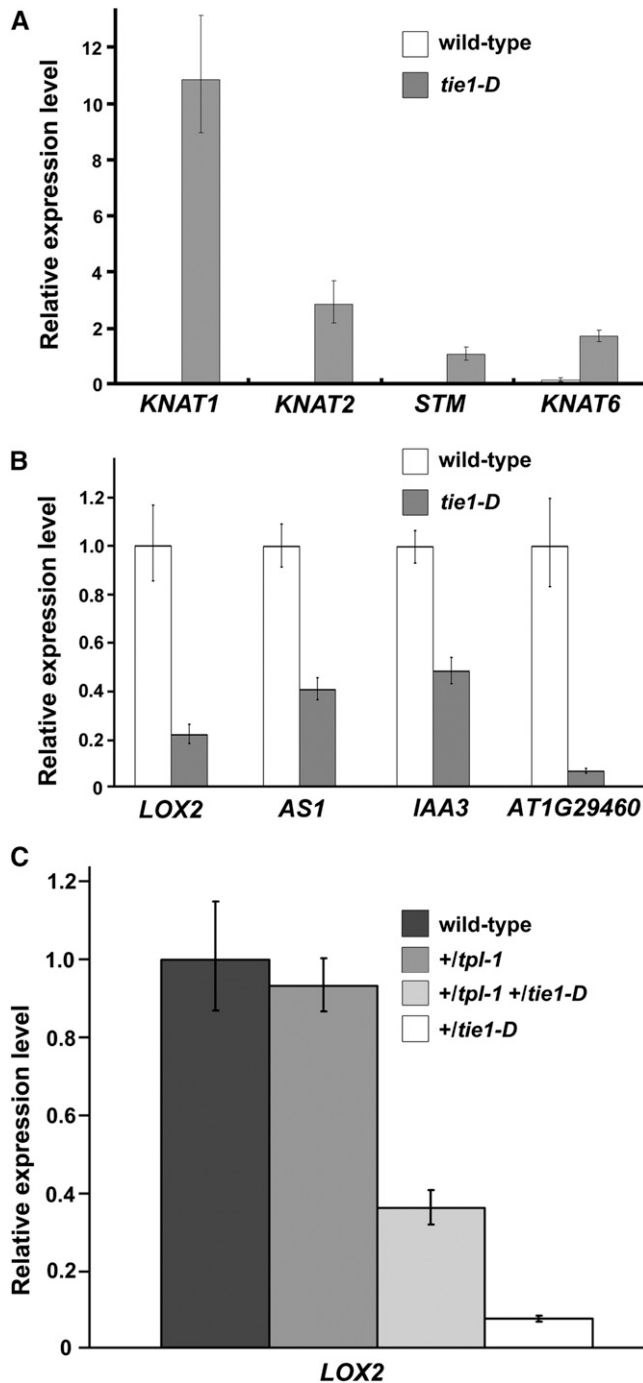 A
Relative expression level
12
10
8
6
4
2
0
wild-type
tie1-D
KNAT1 KNAT2 STM KNAT6
B
Relative expression level
1.2
1.0
0.8
0.6
0.4
0.2
0
wild-type
tie1-D
LOX2 AS1 IAA3 AT1G29460
C
Relative expression level
1.2
1.0
0.8
0.4
0.2
0
wild-type
+/tpl-1
+/tpl-1 +/tie1-D
+/tie1-D
LOX2